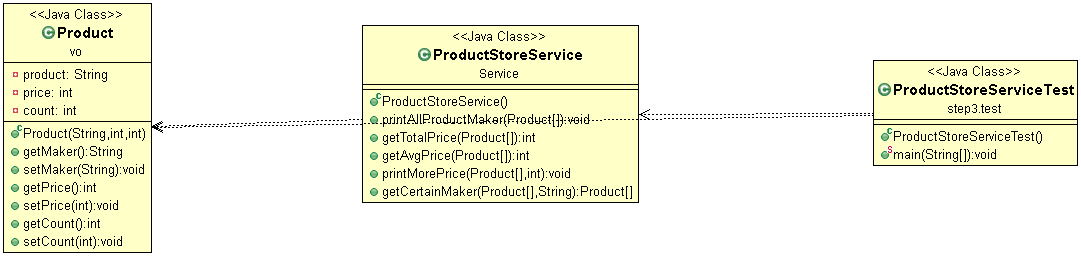 <<Java Class>>
Product
vo
product: String
price: int
count: int
Product(String,int,int)
getMaker():String
setMaker(String):void
getPrice():int
setPrice(int):void
getCount():int
setCount(int):void
<<Java Class>>
ProductStoreService
Service
ProductStoreService()
printAllProductMaker(Product[]):void
getTotalPrice(Product[]):int
getAvgPrice(Product[]):int
printMorePrice(Product[],int):void
getCertainMaker(Product[],String):Product[]
<<Java Class>>
ProductStoreServiceTest
step3.test
ProductStoreServiceTest()
main(String[]):void